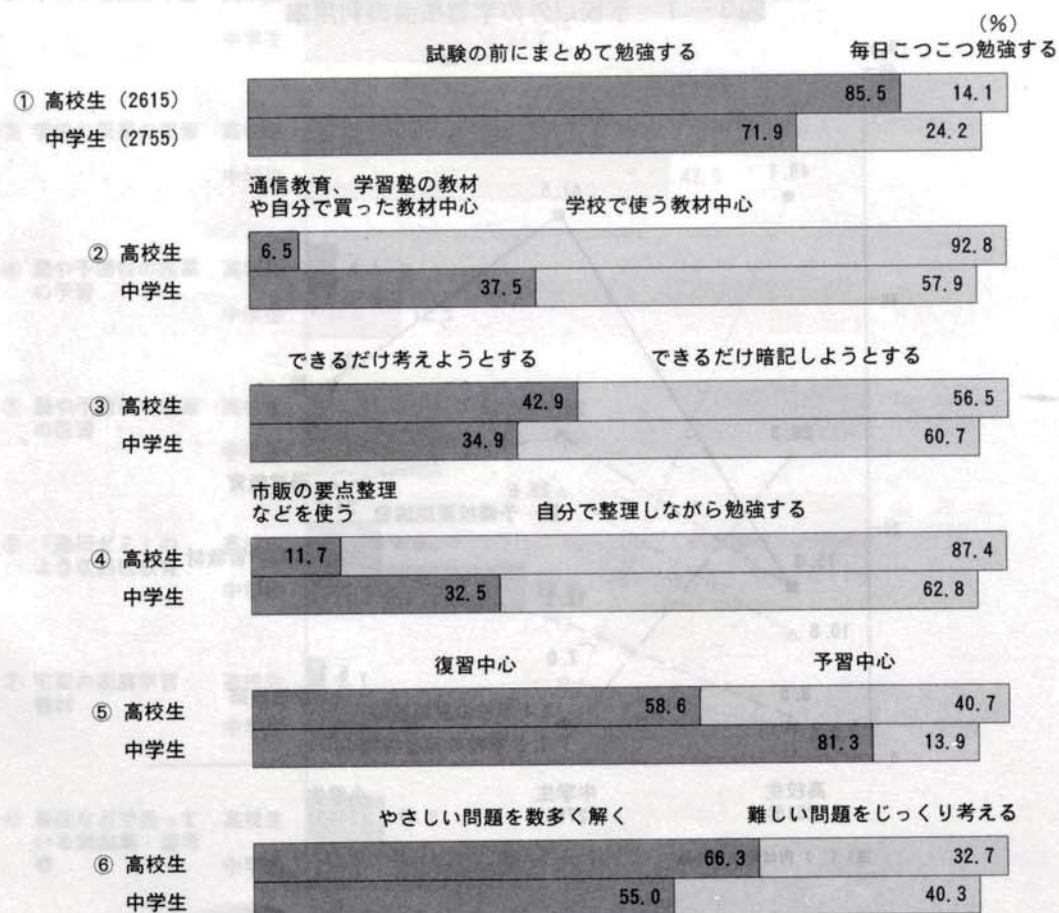 (%)
試験の前にまとめて勉強する 毎日こつこつ勉強する
① 高校生 (2615) 85.5 14.1
中学生 (2755) 71.9 24.2
通信教育、学習塾の教材
や自分で買った教材中心 学校で使う教材中心
② 高校生 6.5 92.8
中学生 37.5 57.9
できるだけ考えようとする できるだけ暗記しようとする
③ 高校生 42.9 56.5
中学生 34.9 60.7
市販の要点整理
などを使う 自分で整理しながら勉強する
④ 高校生 11.7 87.4
中学生 32.5 62.8
復習中心 予習中心
⑤ 高校生 58.6 40.7
中学生 81.3 13.9
やさしい問題を数多く解く 難しい問題をじっくり考える
⑥ 高校生 66.3 32.7
中学生 55.0 40.3